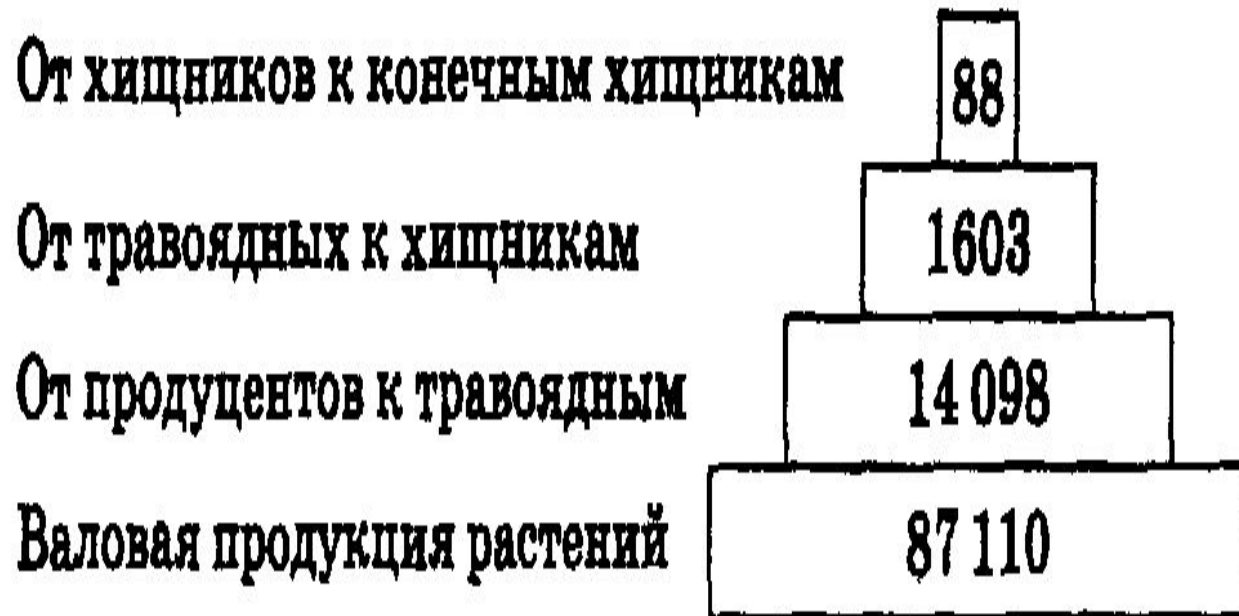 От хищников к конечным хищникам 88
От травоядных к хищникам 1603
От продуцентов к травоядным 14 098
Валовая продукция растений 87 110